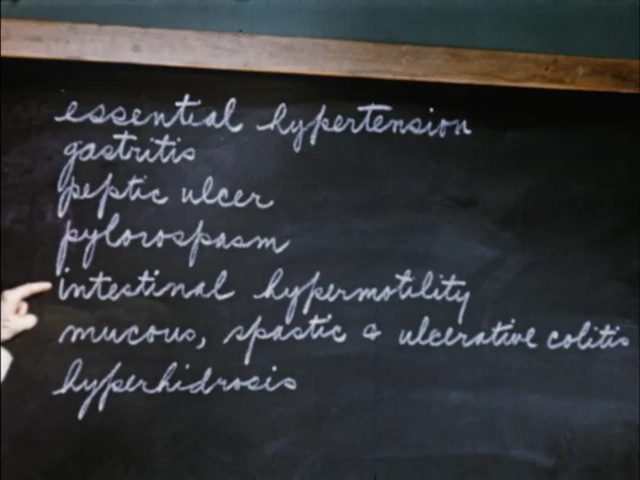 essential hypertension
gastritis
peptic ulcer
pylorospasm
intestinal hypermotility
mucous, spastic & ulcerative colitis
hyperhidrosis